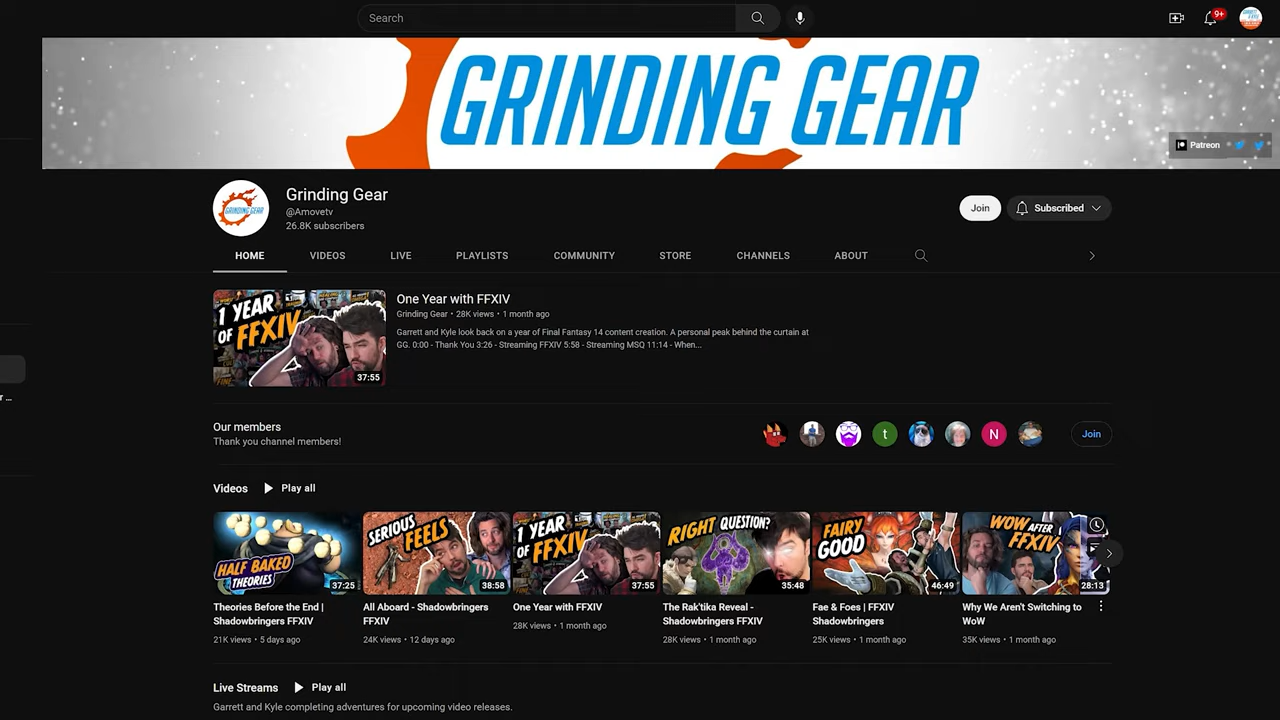 Search
9+
GRINDING GEAR
Patreon
Grinding Gear
@Amovetv
26.8K subscribers
Join
Subscribed
HOME
VIDEOS
LIVE
PLAYLISTS
COMMUNITY
STORE
CHANNELS
ABOUT
1 YEAR
OF FFXIV
37:55
One Year with FFXIV
Grinding Gear • 28K views • 1 month ago
Garrett and Kyle look back on a year of Final Fantasy 14 content creation. A personal peak behind the curtain at
GG. 0:00 - Thank You 3:26 - Streaming FFXIV 5:58 - Streaming MSQ 11:14 - When...
r ...
Our members
Thank you channel members!
t
N
Join
Videos
Play all
HALF BAKED
THEORIES
37:25
Theories Before the End |
Shadowbringers FFXIV
21K views • 5 days ago
SERIOUS
FEELS
38:58
All Aboard - Shadowbringers
FFXIV
24K views • 12 days ago
1 YEAR
OF FFXIV
37:55
One Year with FFXIV
28K views • 1 month ago
RIGHT QUESTION?
35:48
The Rak'tika Reveal -
Shadowbringers FFXIV
28K views • 1 month ago
FAIRY
GOOD
46:49
Fae & Foes | FFXIV
Shadowbringers
25K views • 1 month ago
WOW AFTER
FFXIV
28:13
Why We Aren't Switching to
WoW
35K views • 1 month ago
Live Streams
Play all
Garrett and Kyle completing adventures for upcoming video releases.